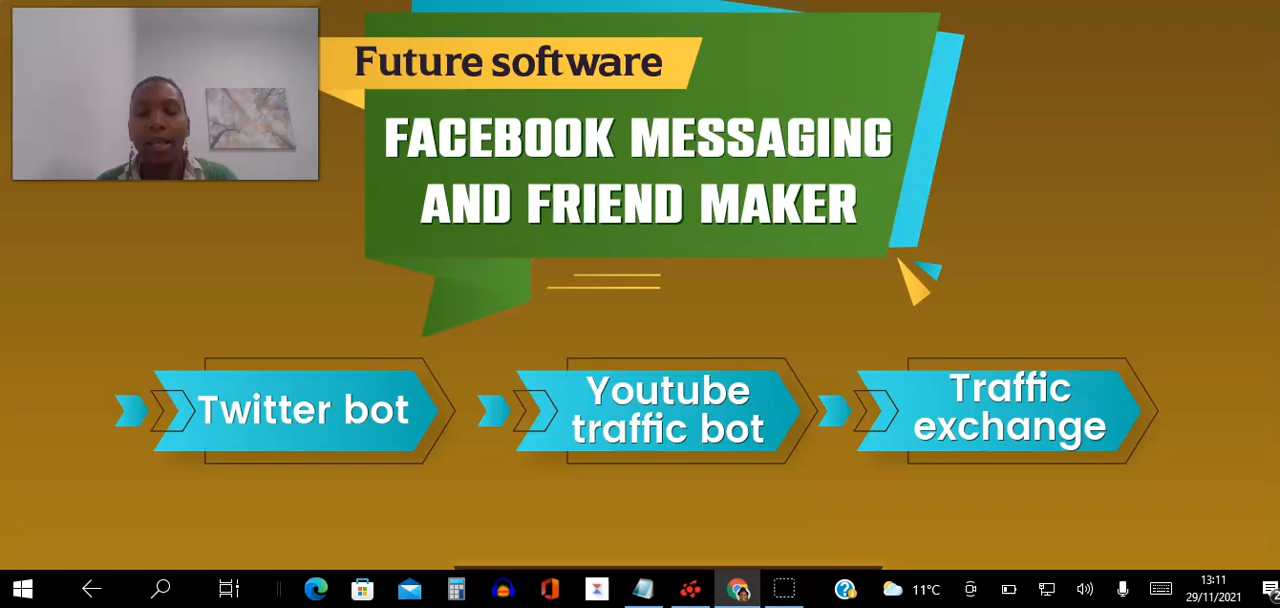 Future software
FACEBOOK MESSAGING
AND FRIEND MAKER
Twitter bot
Youtube
traffic bot
Traffic
exchange
11°C
13:11
29/11/2021